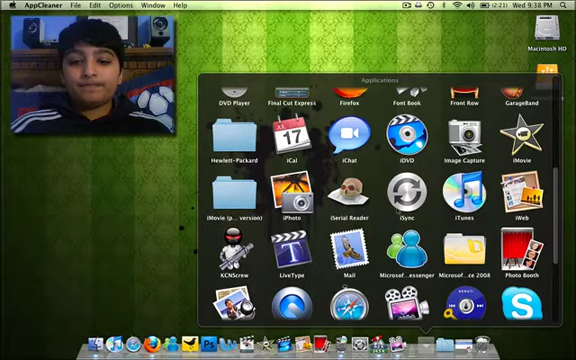 AppCleaner File Edit Options Window Help (2:21) Wed 9:38 PM
Macintosh HD
Applications
DVD Player Final Cut Express Firefox Font Book Front Row GarageBand
JUL
17
Hewlett-Packard iCal iChat iDVD Image Capture iMovie
iMovie (p... version) iPhoto iSerial Reader iSync iTunes iWeb
T
KCNScrew LiveType Mail Microsof...essenger Microsof...2008 Photo Booth
S